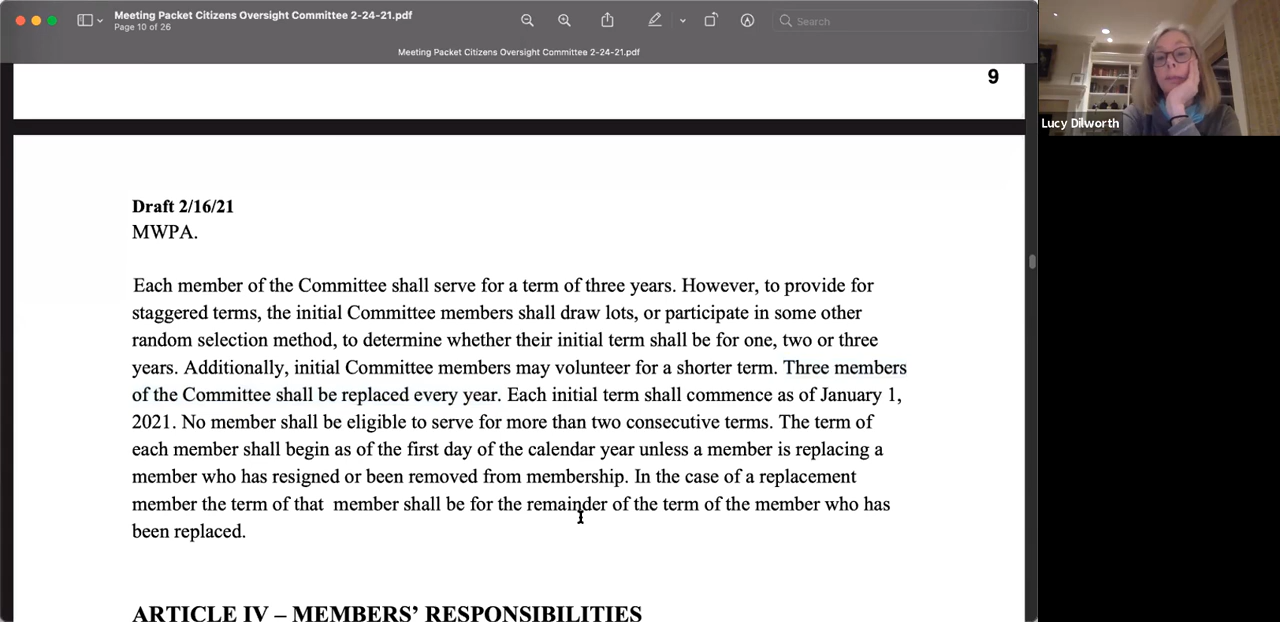 Meeting Packet Citizens Oversight Committee 2-24-21.pdf
Page 10 of 26
Search
Meeting Packet Citizens Oversight Committee 2-24-21.pdf
Lucy Dilworth
9
Draft 2/16/21
MWPA.
Each member of the Committee shall serve for a term of three years. However, to provide for
staggered terms, the initial Committee members shall draw lots, or participate in some other
random selection method, to determine whether their initial term shall be for one, two or three
years. Additionally, initial Committee members may volunteer for a shorter term. Three members
of the Committee shall be replaced every year. Each initial term shall commence as of January 1,
2021. No member shall be eligible to serve for more than two consecutive terms. The term of
each member shall begin as of the first day of the calendar year unless a member is replacing a
member who has resigned or been removed from membership. In the case of a replacement
member the term of that member shall be for the remainder of the term of the member who has
been replaced.
ARTICLE IV – MEMBERS' RESPONSIBILITIES